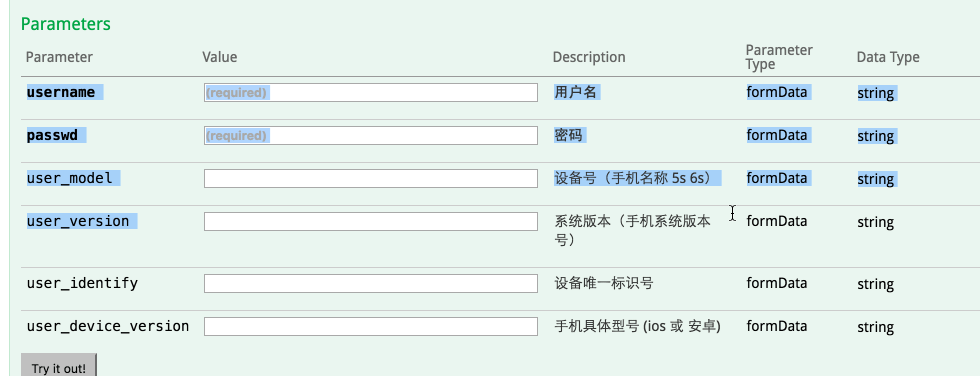 Parameters
Parameter Value Description Parameter Type Data Type
username (required) 用户名 formData string
passwd (required) 密码 formData string
user_model 设备号（手机名称 5s 6s） formData string
user_version 系统版本（手机系统版本号） formData string
user_identify 设备唯一标识号 formData string
user_device_version 手机具体型号 (ios 或 安卓) formData string
Try it out!